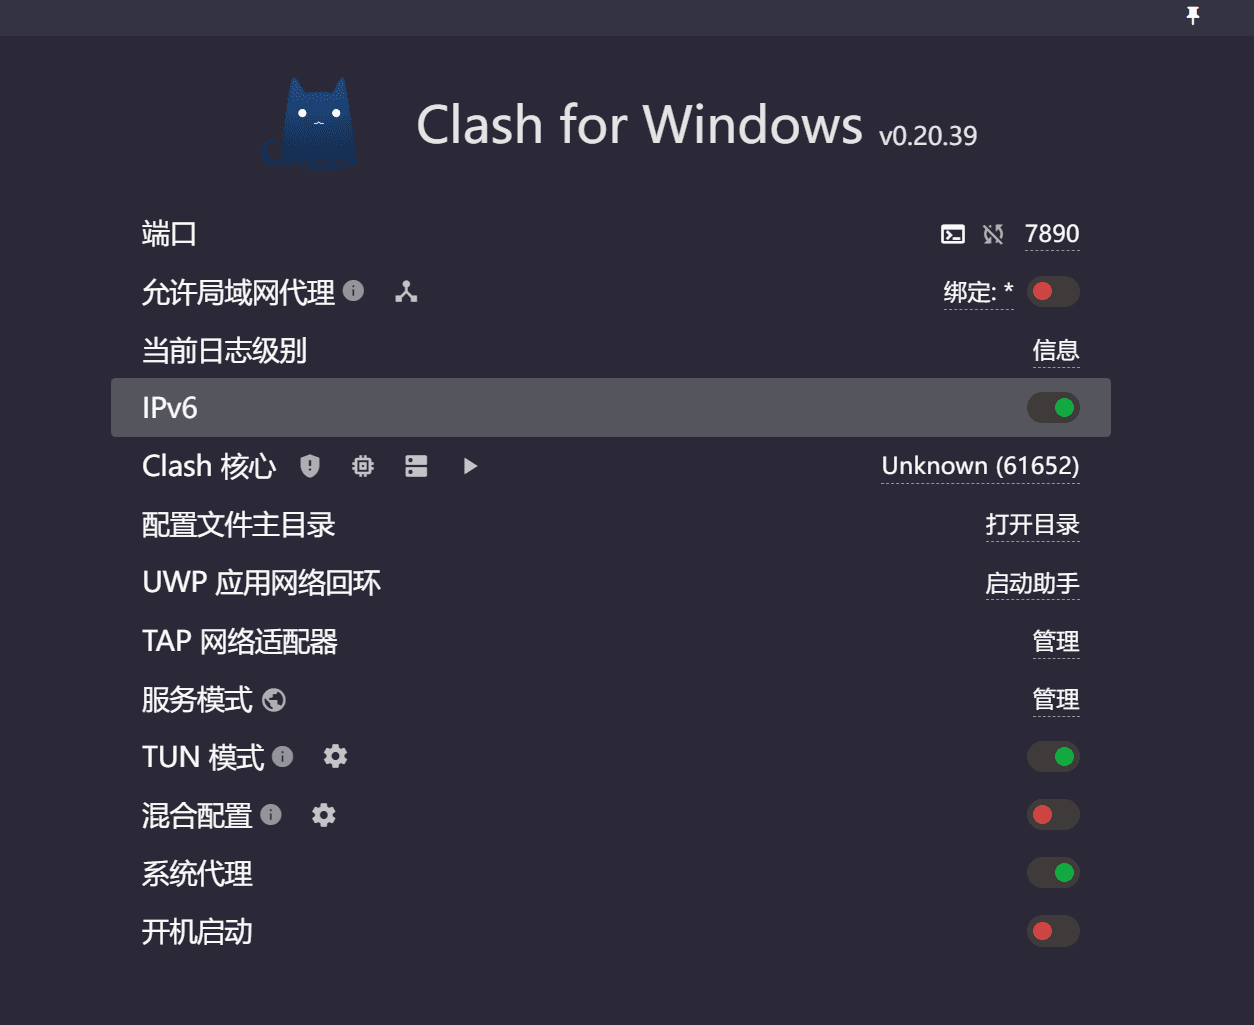 Clash for Windows v0.20.39
端口 7890
允许局域网代理 绑定: *
当前日志级别 信息
IPv6
Clash 核心 Unknown (61652)
配置文件主目录 打开目录
UWP 应用网络回环 启动助手
TAP 网络适配器 管理
服务模式 管理
TUN 模式
混合配置
系统代理
开机启动